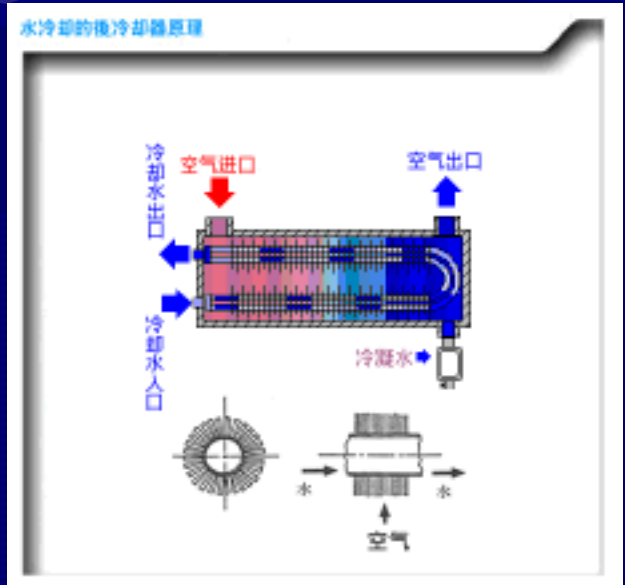 水冷却的後冷却器原理
空气进口
空气出口
冷却水出口
冷却水入口
冷凝水
水
水
空气